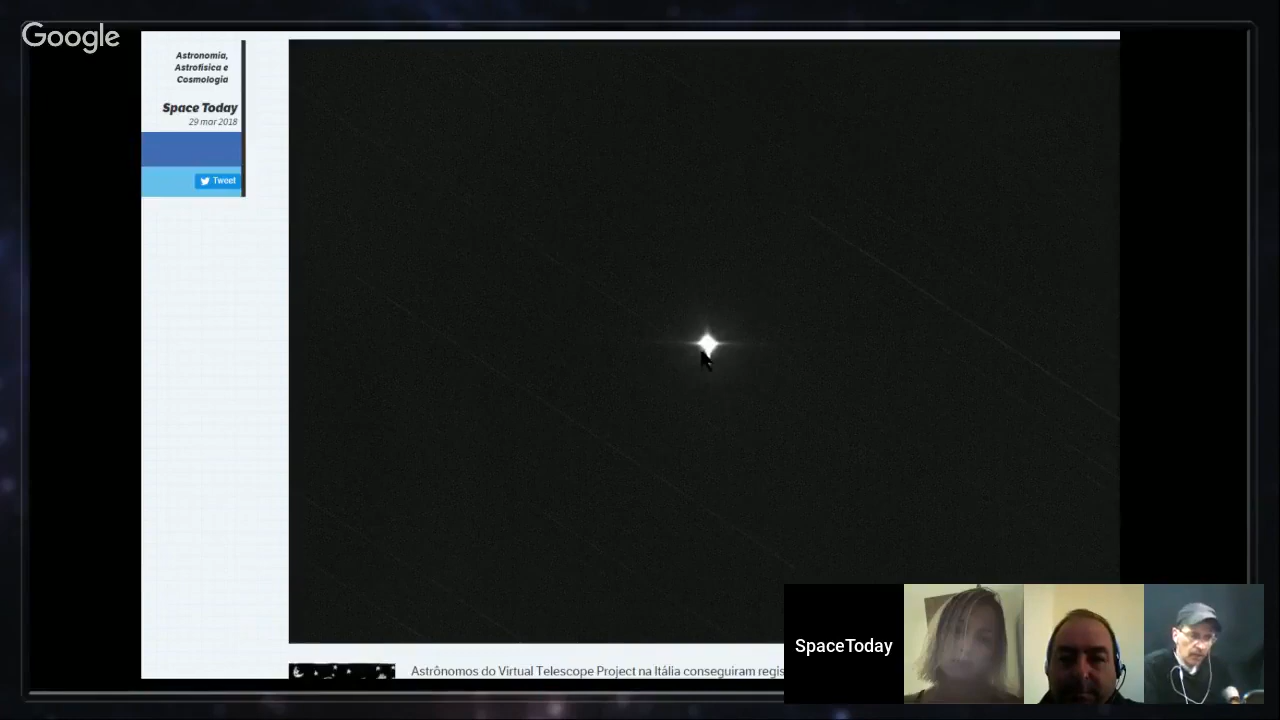 Google
Astronomia,
Astrofísica e
Cosmologia
Space Today
29 mar 2018
Tweet
Astrônomos do Virtual Telescope Project na Itália conseguiram regis
SpaceToday